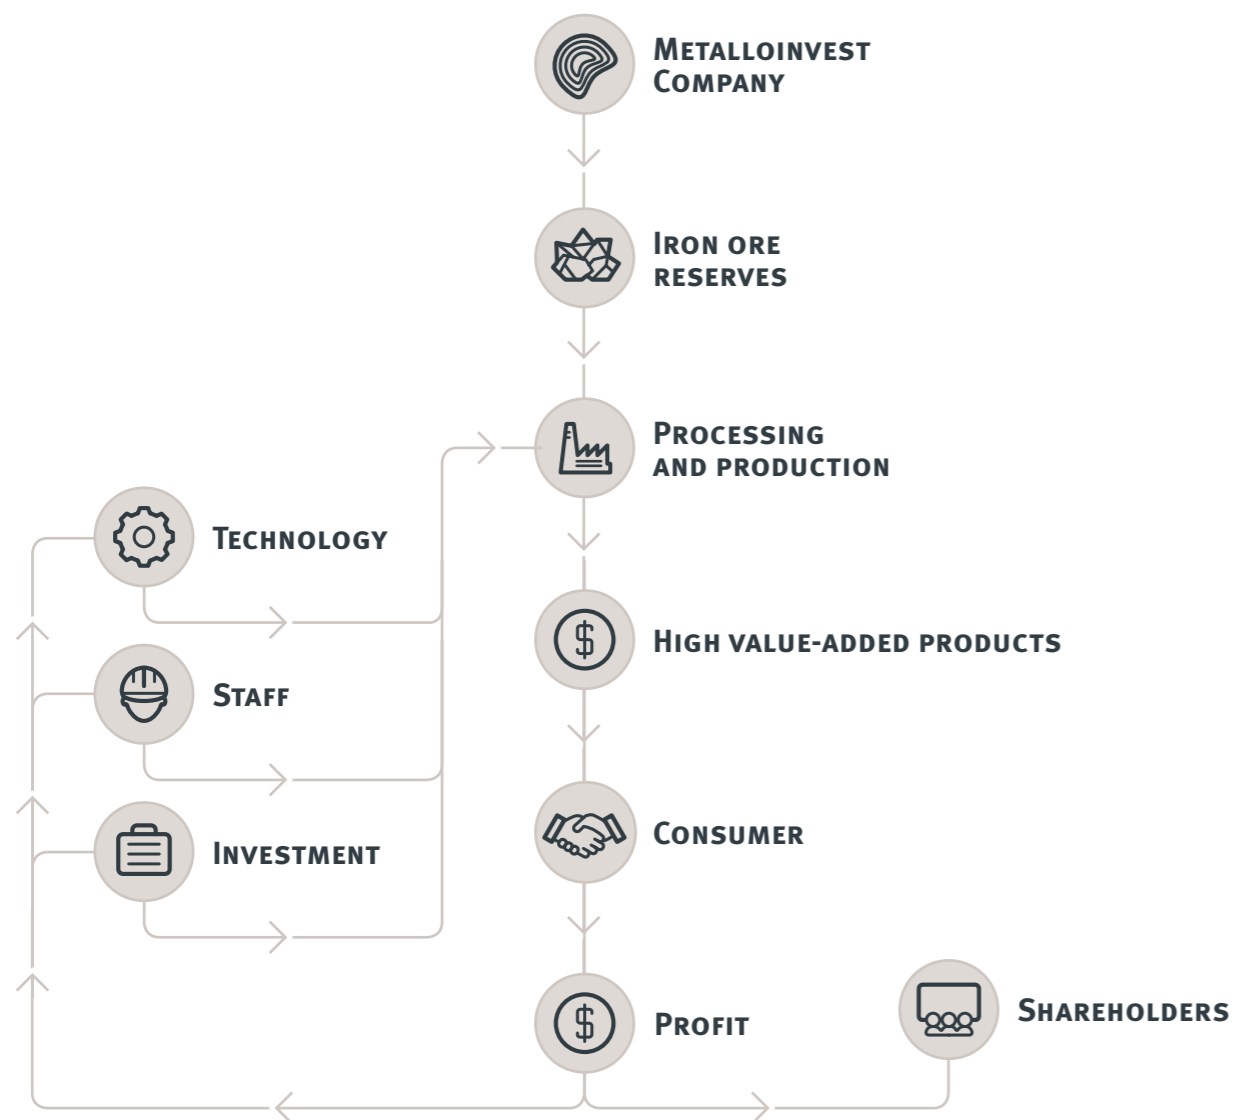 Metalloinvest
Company
Iron ore
reserves
Processing
and production
Technology
High value-added products
Staff
Consumer
Investment
Profit
Shareholders